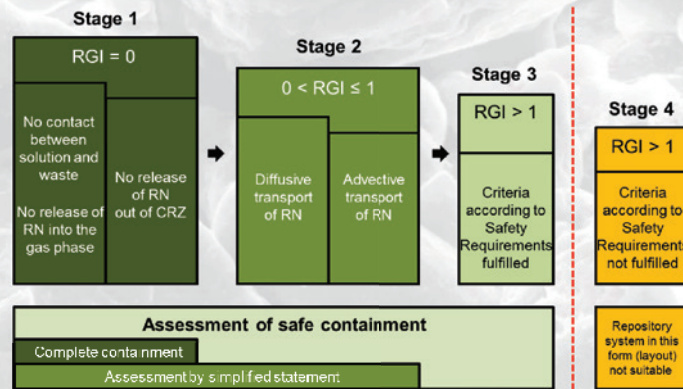 Stage 1
RGI = 0
No contact
between
solution and
waste
No release of
RN into the
gas phase
No release
of RN
out of CRZ
Stage 2
0 < RGI ≤ 1
Diffusive
transport
of RN
Advective
transport
of RN
Stage 3
RGI > 1
Criteria
according to
Safety
Requirements
fulfilled
Stage 4
RGI > 1
Criteria
according to
Safety
Requirements
not fulfilled
Assessment of safe containment
Complete containment
Assessment by simplified statement
Repository
system in this
form (layout)
not suitable